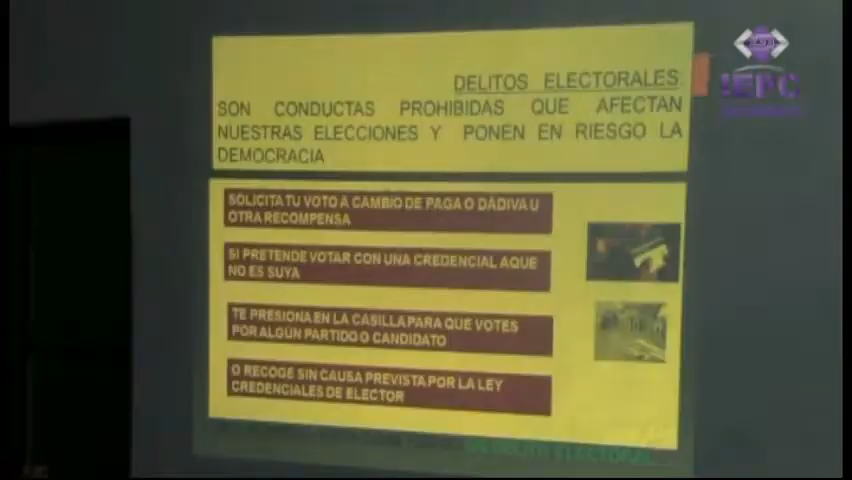 IEPC
DELITOS ELECTORALES
SON CONDUCTAS PROHIBIDAS QUE AFECTAN
NUESTRAS ELECCIONES Y PONEN EN RIESGO LA
DEMOCRACIA
SOLICITA TU VOTO A CAMBIO DE PAGA O DÁDIVA U
OTRA RECOMPENSA
SI PRETENDE VOTAR CON UNA CREDENCIAL AQUE
NO ES SUYA
TE PRESIONA EN LA CASILLA PARA QUE VOTES
POR ALGÚN PARTIDO O CANDIDATO
O RECOGE SIN CAUSA PREVISTA POR LA LEY
CREDENCIALES DE ELECTOR